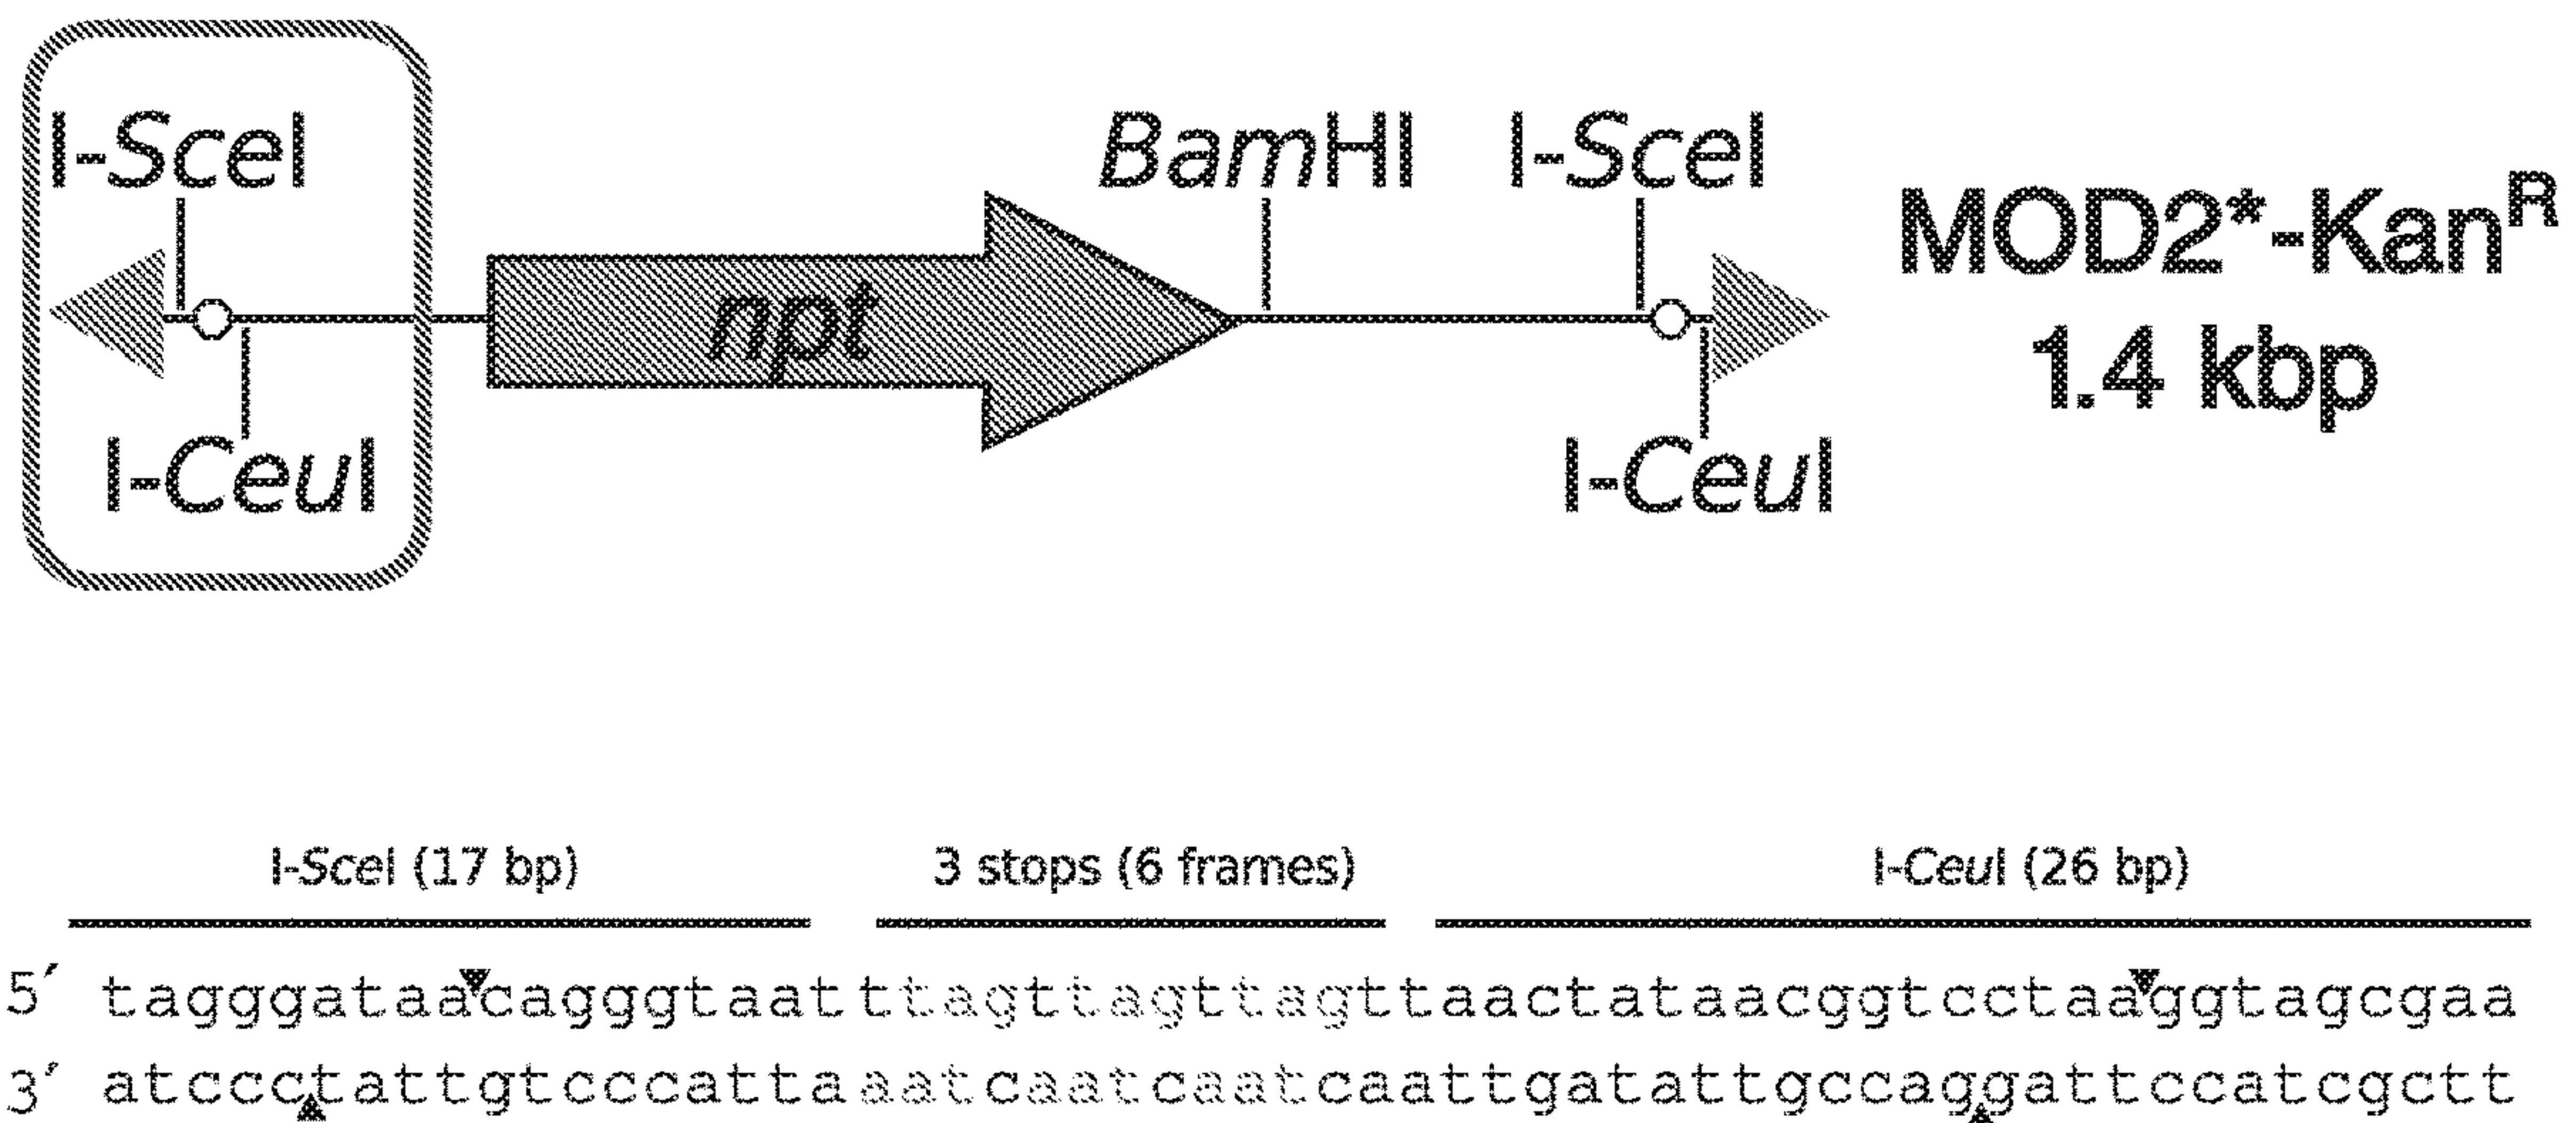 I-SceI
BamHI
I-SceI
MOD2*-KanR
npt
1.4 kbp
I-CeuI
I-CeuI
I-SceI (17 bp)
3 stops (6 frames)
I-CeuI (26 bp)
5′ tagggataacagggtaatttagttagttagttaactataacggtcctaaggtagcgaa
3′ atccctattgtcccattaaatcaatcaatcaattgatattgccaggattccatcgctt